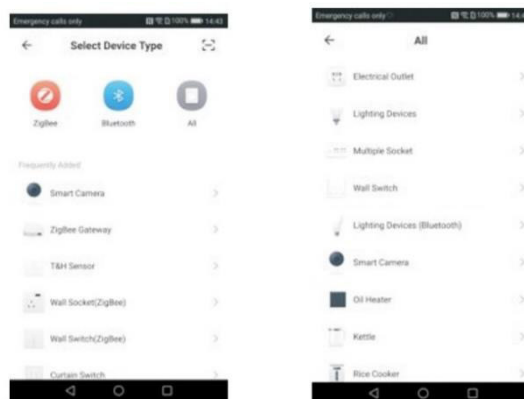 Emergency calls only
100% 14:43
Select Device Type
ZigBee
Bluetooth
All
Frequently Added
Smart Camera
ZigBee Gateway
T&H Sensor
Wall Socket(ZigBee)
Wall Switch(ZigBee)
Curtain Switch
Emergency calls only
100%
All
Electrical Outlet
Lighting Devices
Multiple Socket
Wall Switch
Lighting Devices (Bluetooth)
Smart Camera
Oil Heater
Kettle
Rice Cooker